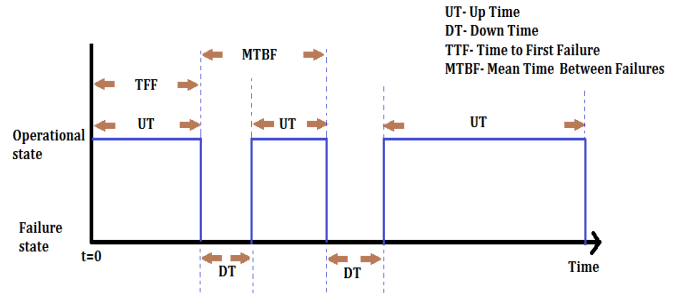 UT- Up Time
DT- Down Time
TTF- Time to First Failure
MTBF- Mean Time Between Failures
MTBF
TFF
UT
UT
UT
Operational
state
Failure
state
t=0
DT
DT
Time